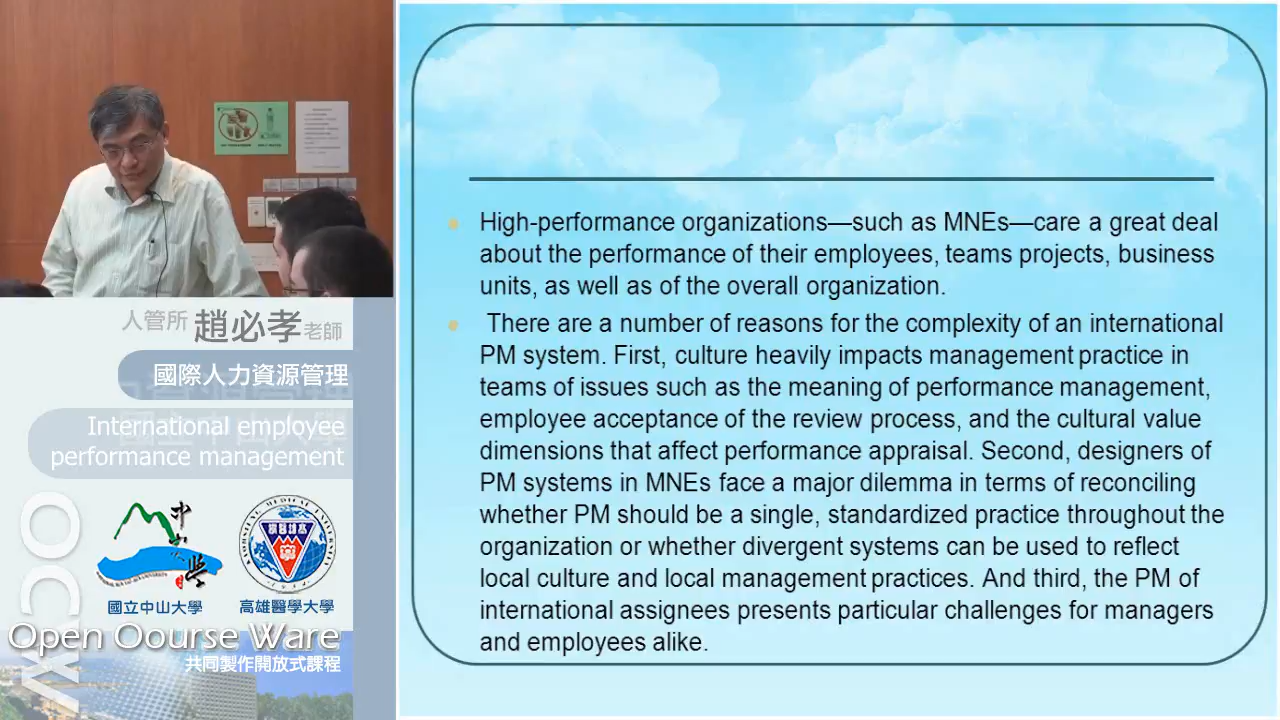 人管所 趙必孝老師
國際人力資源管理
International employee
performance management
OCW
國立中山大學
高雄醫學大學
Open Oourse Ware
共同製作開放式課程
High-performance organizations—such as MNEs—care a great deal
about the performance of their employees, teams projects, business
units, as well as of the overall organization.
There are a number of reasons for the complexity of an international
PM system. First, culture heavily impacts management practice in
teams of issues such as the meaning of performance management,
employee acceptance of the review process, and the cultural value
dimensions that affect performance appraisal. Second, designers of
PM systems in MNEs face a major dilemma in terms of reconciling
whether PM should be a single, standardized practice throughout the
organization or whether divergent systems can be used to reflect
local culture and local management practices. And third, the PM of
international assignees presents particular challenges for managers
and employees alike.